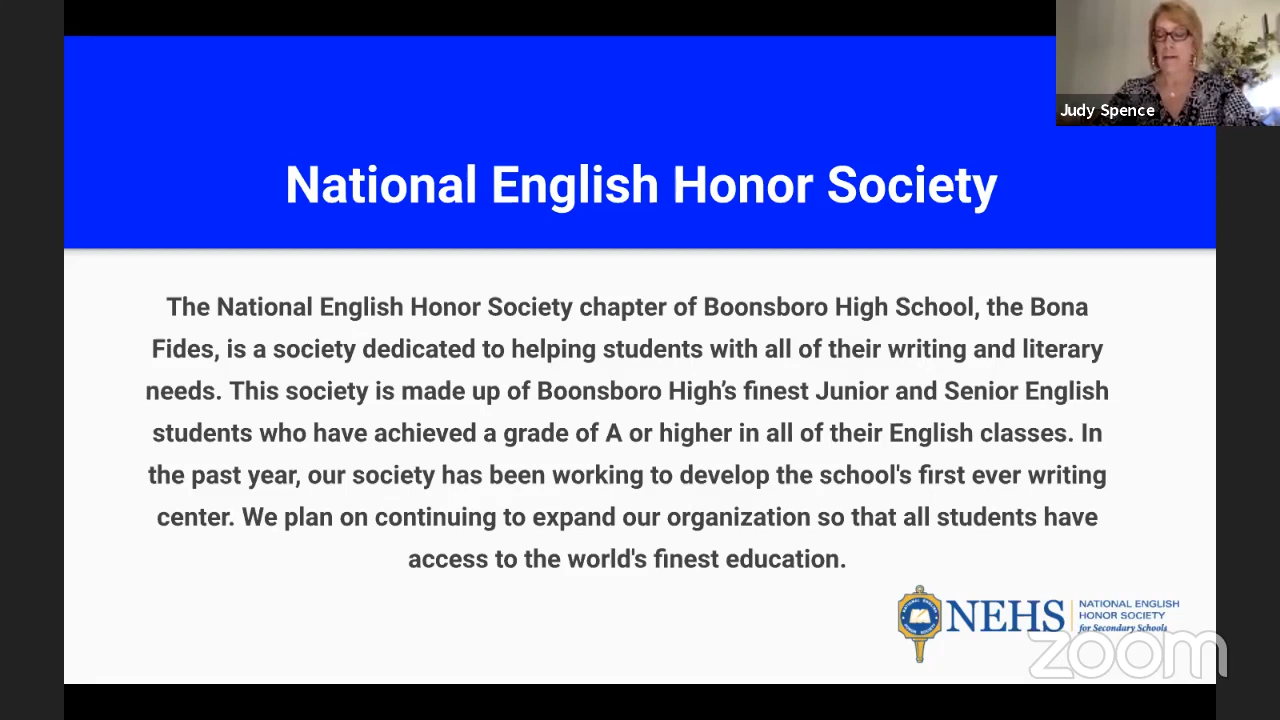 Judy Spence
National English Honor Society
The National English Honor Society chapter of Boonsboro High School, the Bona
Fides, is a society dedicated to helping students with all of their writing and literary
needs. This society is made up of Boonsboro High’s finest Junior and Senior English
students who have achieved a grade of A or higher in all of their English classes. In
the past year, our society has been working to develop the school's first ever writing
center. We plan on continuing to expand our organization so that all students have
access to the world's finest education.
NEHS
NATIONAL ENGLISH
HONOR SOCIETY
for Secondary Schools
zoom